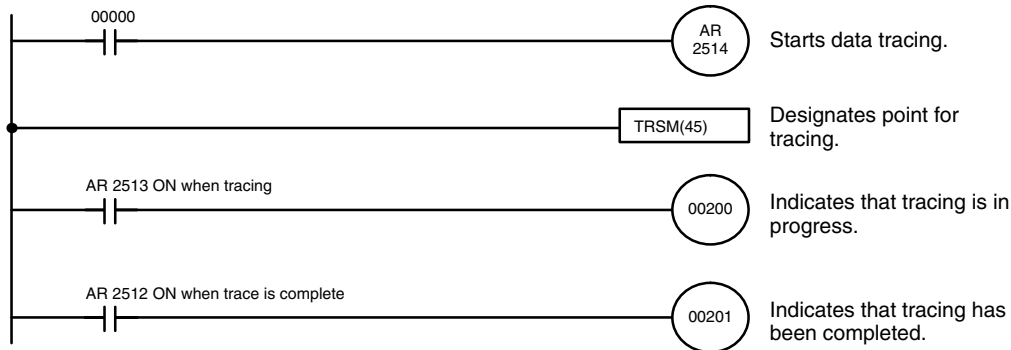 00000
AR
2514
Starts data tracing.
TRSM(45)
Designates point for
tracing.
AR 2513 ON when tracing
00200
Indicates that tracing is in
progress.
AR 2512 ON when trace is complete
00201
Indicates that tracing has
been completed.